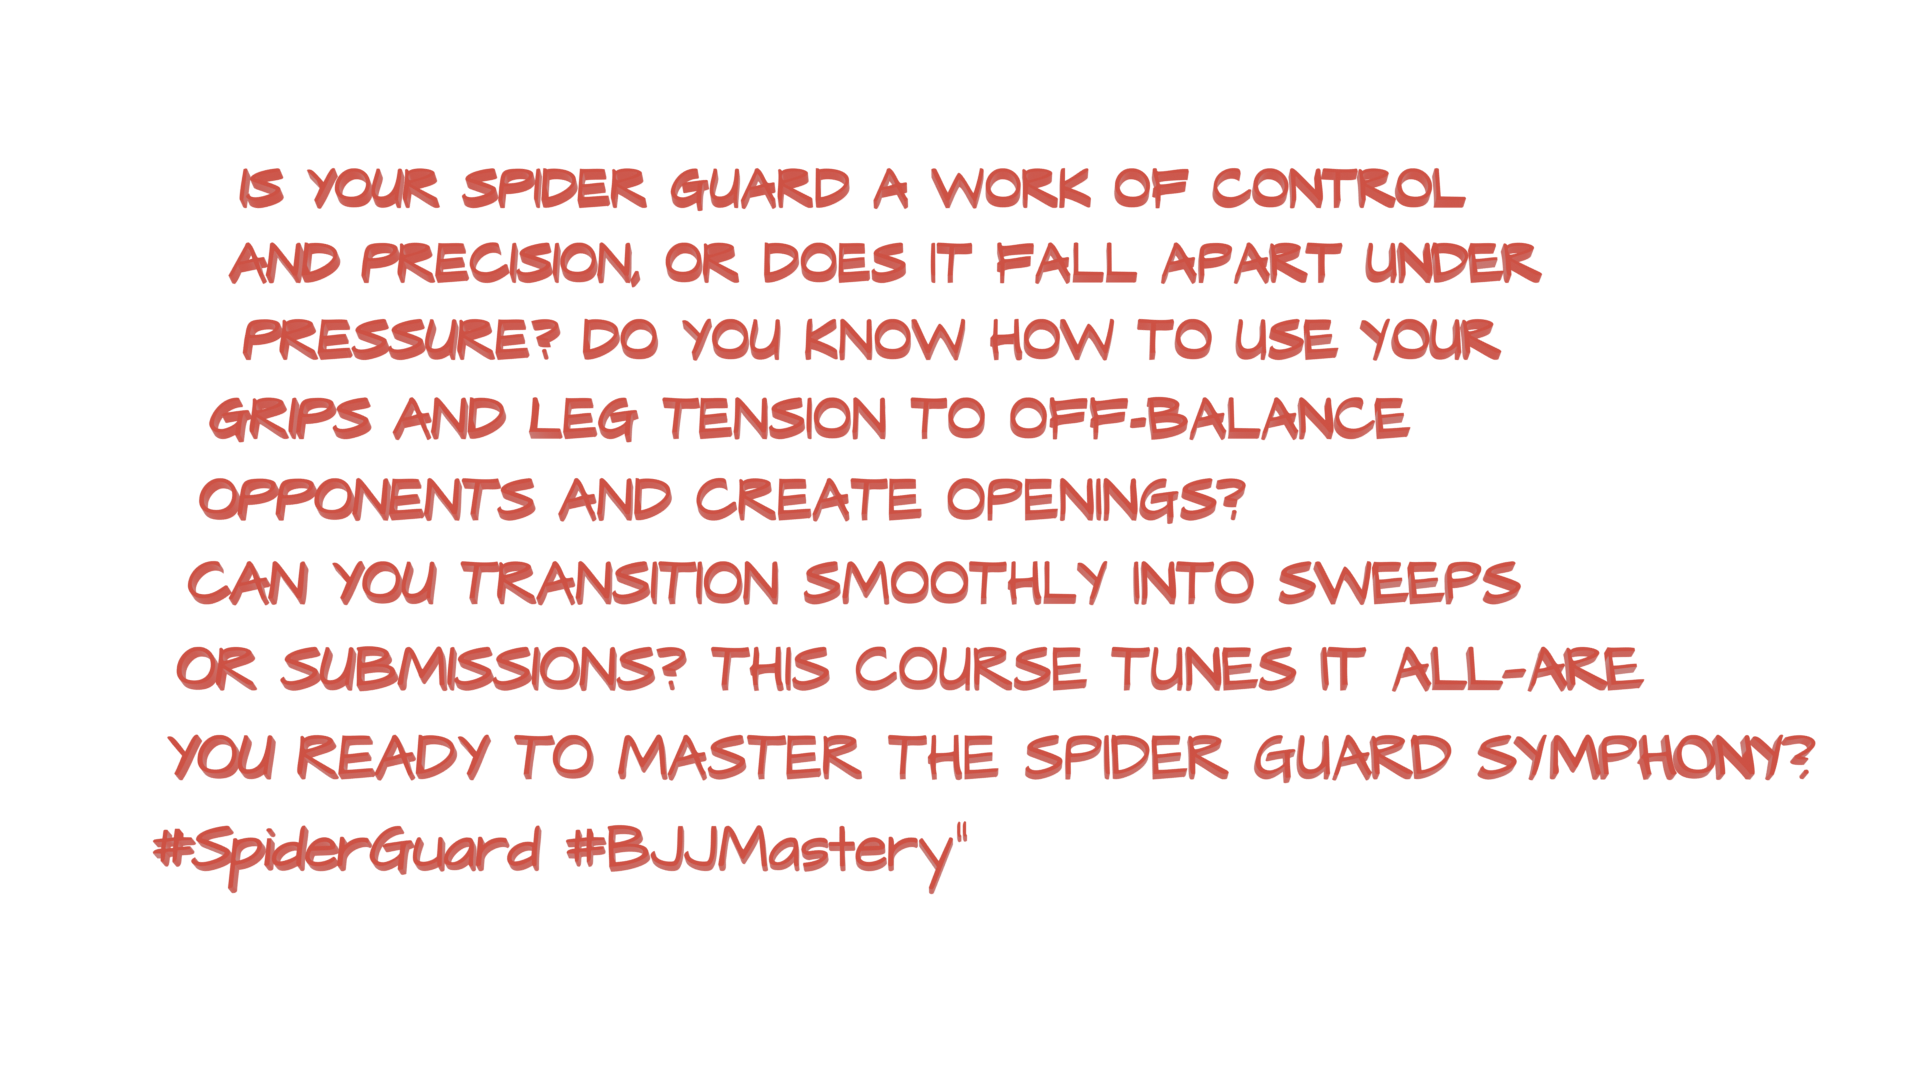 IS YOUR SPIDER GUARD A WORK OF CONTROL
AND PRECISION, OR DOES IT FALL APART UNDER
PRESSURE? DO YOU KNOW HOW TO USE YOUR
GRIPS AND LEG TENSION TO OFF-BALANCE
OPPONENTS AND CREATE OPENINGS?
CAN YOU TRANSITION SMOOTHLY INTO SWEEPS
OR SUBMISSIONS? THIS COURSE TUNES IT ALL-ARE
YOU READY TO MASTER THE SPIDER GUARD SYMPHONY?
#SpiderGuard #BJJMastery"